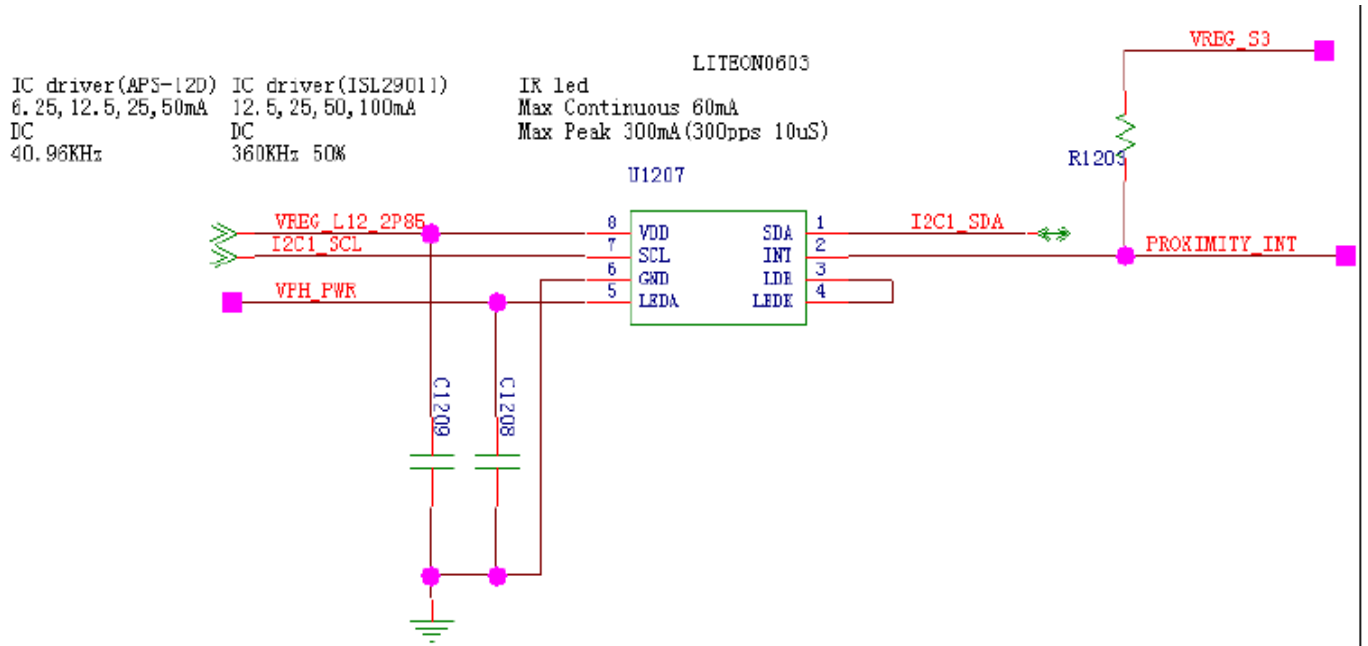 VREG_S3
LITEON0603
IC driver(APS-12D) IC driver(ISL29011) IR led
6.25,12.5,25,50mA 12.5,25,50,100mA Max Continuous 60mA
DC DC Max Peak 300mA(300pps 10uS)
40.96KHz 360KHz 50%
R1203
U1207
VREG_L12_2P85 8 VDD SDA 1 I2C1_SDA
I2C1_SCL 7 SCL INT 2 PROXIMITY_INT
6 GND LDR 3
VPH_PWR 5 LEDA LEDK 4
C1209 C1208